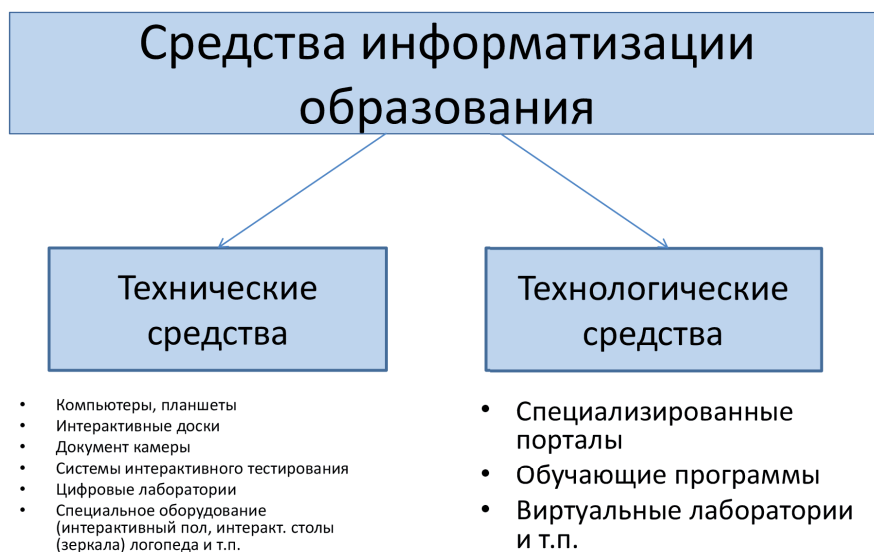 Средства информатизации
образования
Технические
средства
Технологические
средства
• Компьютеры, планшеты
• Интерактивные доски
• Документ камеры
• Системы интерактивного тестирования
• Цифровые лаборатории
• Специальное оборудование
(интерактивный пол, интеракт. столы
(зеркала) логопеда и т.п.
• Специализированные
порталы
• Обучающие программы
• Виртуальные лаборатории
и т.п.